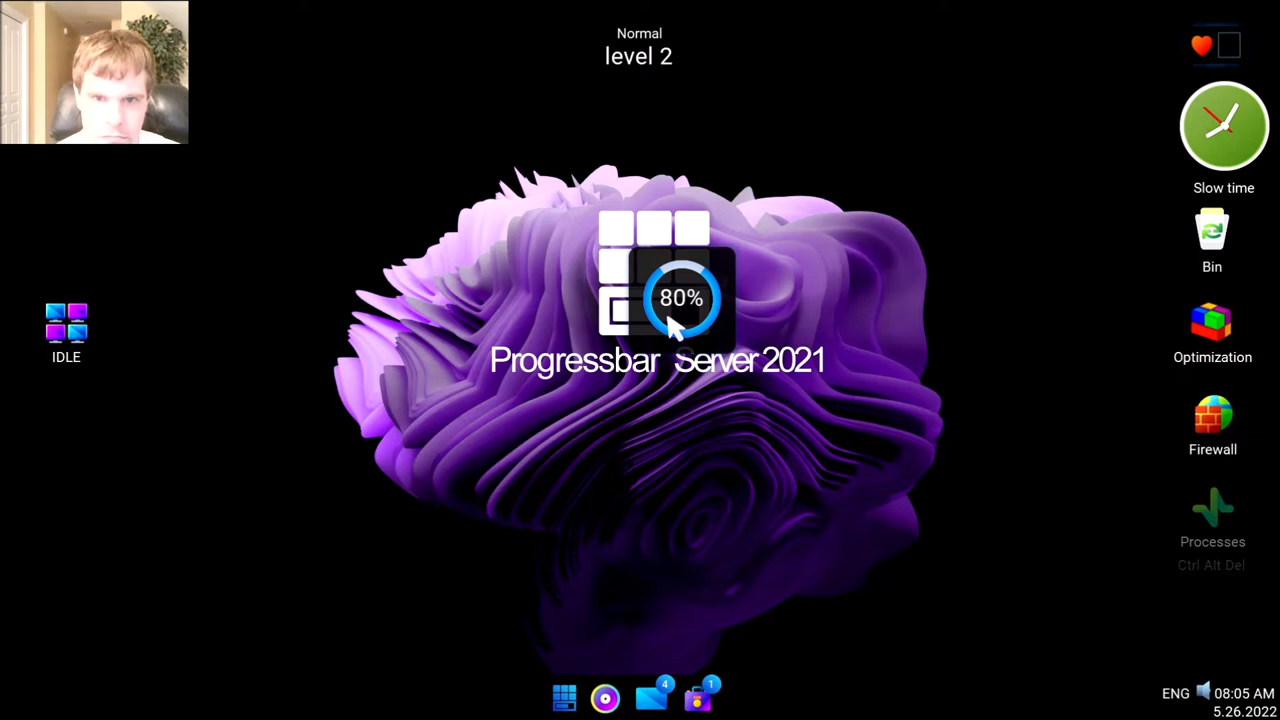 Normal
level 2
Slow time
Bin
Optimization
Firewall
Processes
Ctrl Alt Del
IDLE
80%
Progressbar Server 2021
4
1
ENG 08:05 AM
5.26.2022